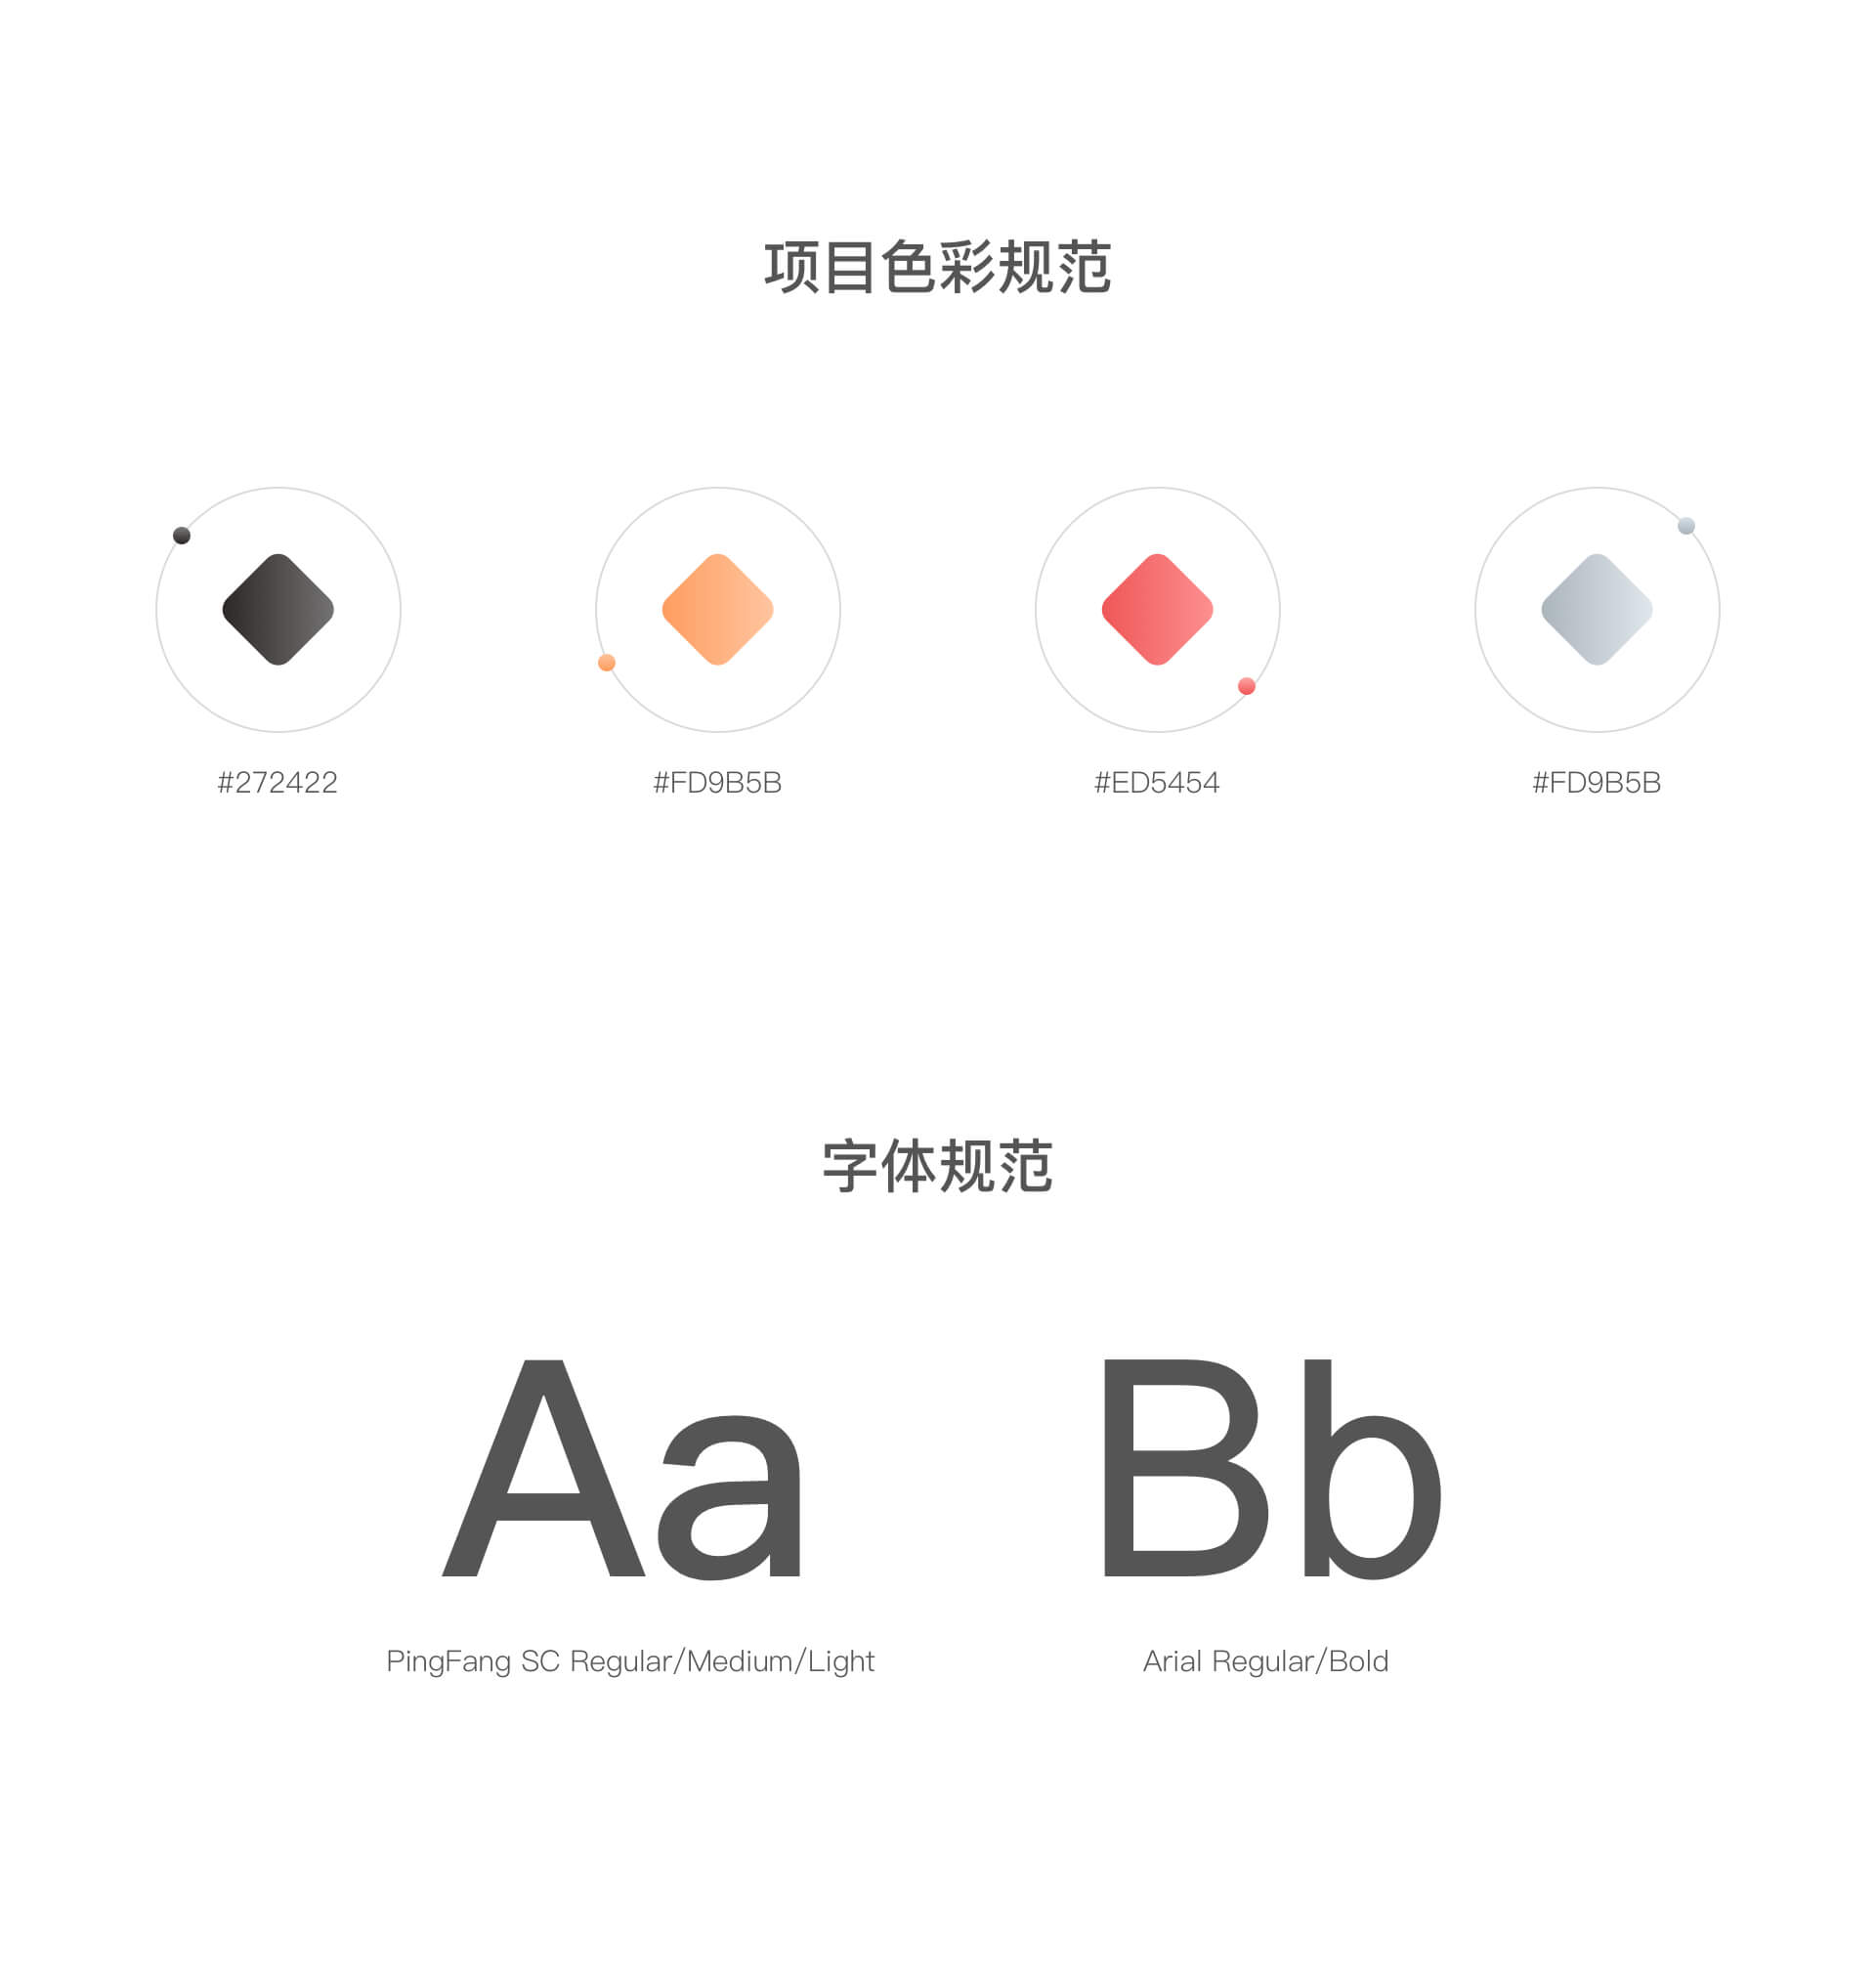 项目色彩规范
#272422
#FD9B5B
#ED5454
#FD9B5B
字体规范
Aa
Bb
PingFang SC Regular/Medium/Light
Arial Regular/Bold